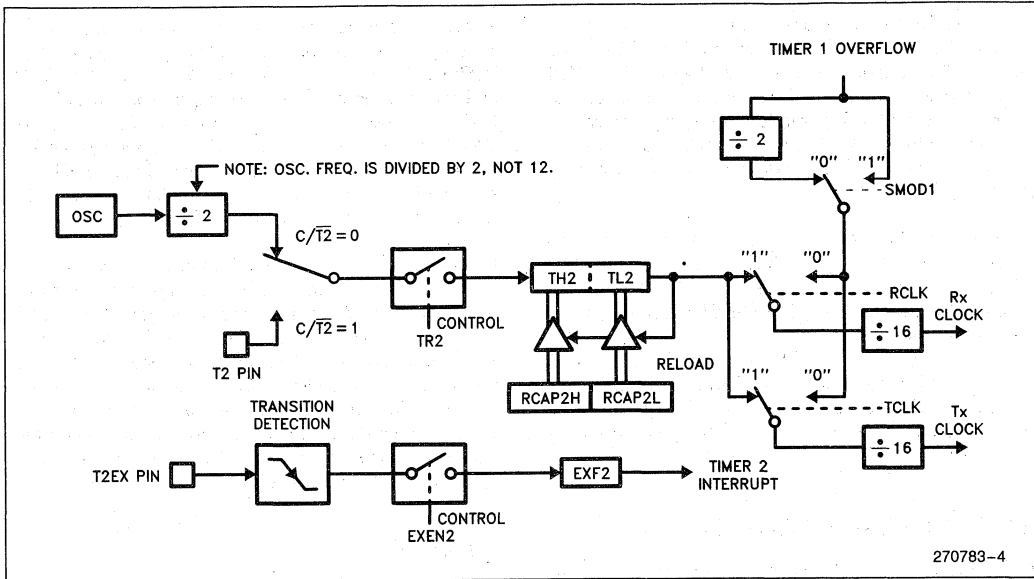 TIMER 1 OVERFLOW
÷ 2
"0" "1"
SMOD1
NOTE: OSC. FREQ. IS DIVIDED BY 2, NOT 12.
OSC
÷ 2
C/T2̅ = 0
TH2 TL2
"1" "0"
RCLK
Rx
CLOCK
÷ 16
CONTROL
TR2
C/T2̅ = 1
T2 PIN
RELOAD
RCAP2H RCAP2L
"1" "0"
TCLK
Tx
CLOCK
÷ 16
TRANSITION
DETECTION
T2EX PIN
EXF2
TIMER 2
INTERRUPT
CONTROL
EXEN2
270783-4